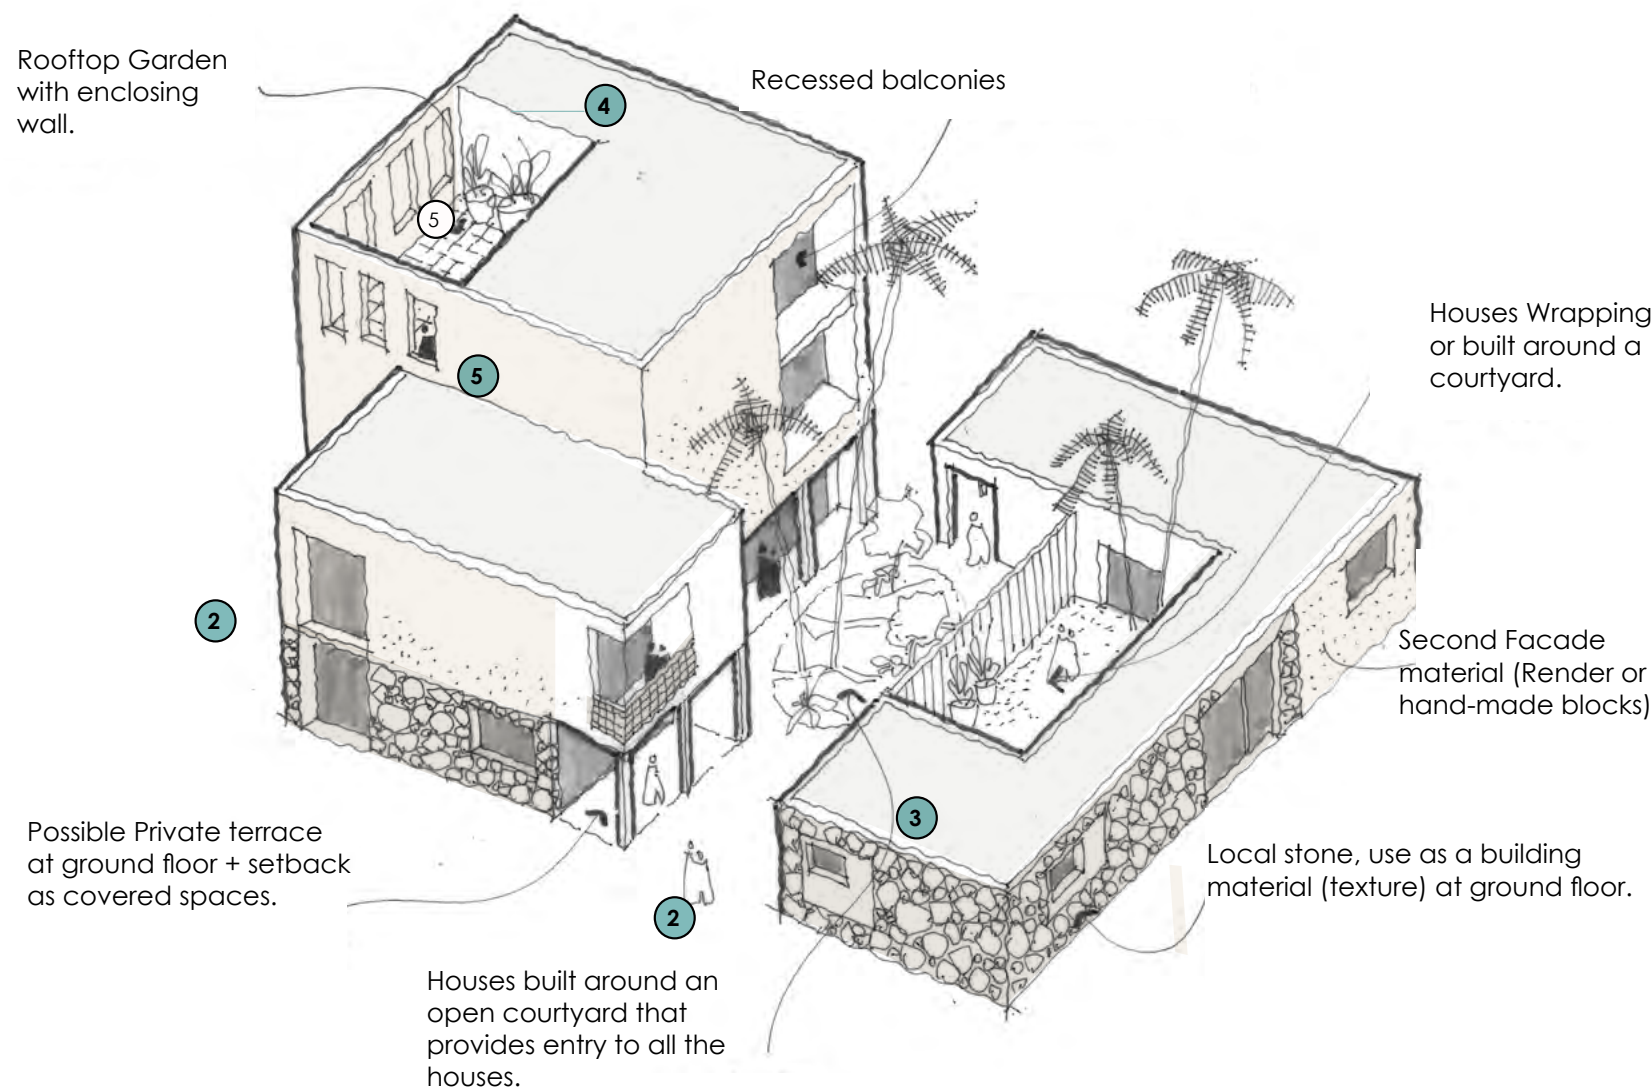 Rooftop Garden
with enclosing
wall.
4
Recessed balconies
5
Houses Wrapping
or built around a
courtyard.
5
2
Second Facade
material (Render or
hand-made blocks)
Possible Private terrace
at ground floor + setback
as covered spaces.
3
Local stone, use as a building
material (texture) at ground floor.
2
Houses built around an
open courtyard that
provides entry to all the
houses.